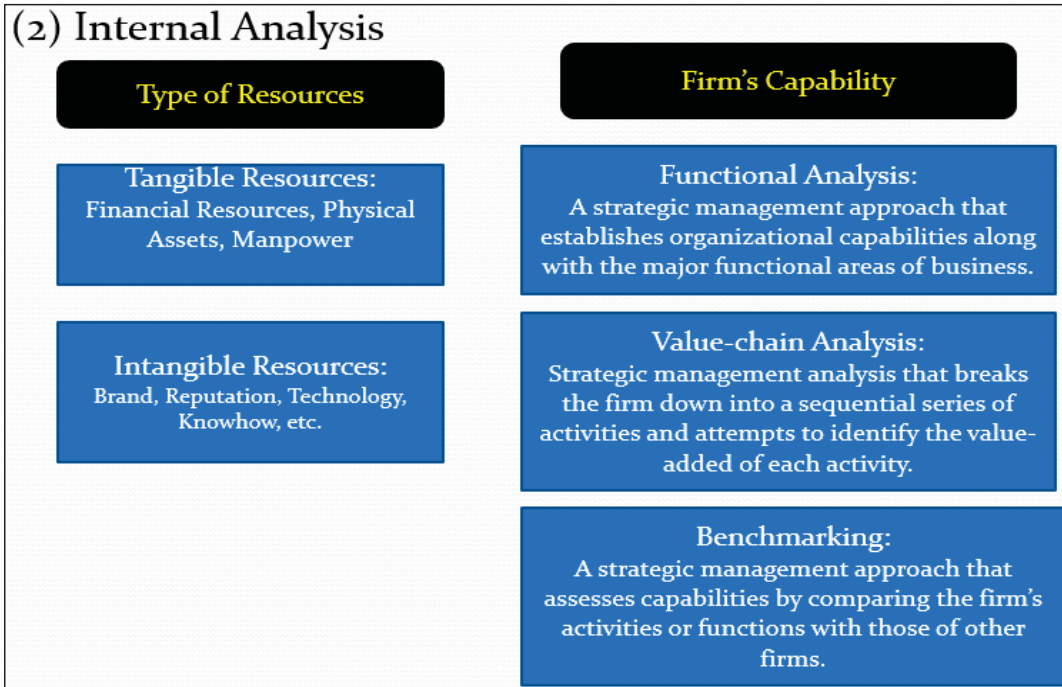 (2) Internal Analysis
Type of Resources
Tangible Resources:
Financial Resources, Physical
Assets, Manpower
Intangible Resources:
Brand, Reputation, Technology,
Knowhow, etc.
Firm's Capability
Functional Analysis:
A strategic management approach that
establishes organizational capabilities along
with the major functional areas of business.
Value-chain Analysis:
Strategic management analysis that breaks
the firm down into a sequential series of
activities and attempts to identify the value-
added of each activity.
Benchmarking:
A strategic management approach that
assesses capabilities by comparing the firm's
activities or functions with those of other
firms.